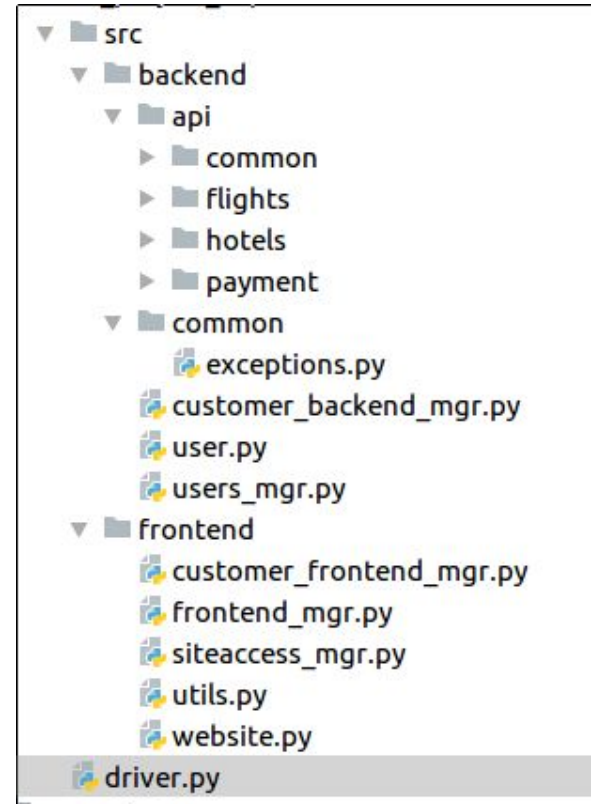 src
backend
api
common
flights
hotels
payment
common
exceptions.py
customer_backend_mgr.py
user.py
users_mgr.py
frontend
customer_frontend_mgr.py
frontend_mgr.py
siteaccess_mgr.py
utils.py
website.py
driver.py